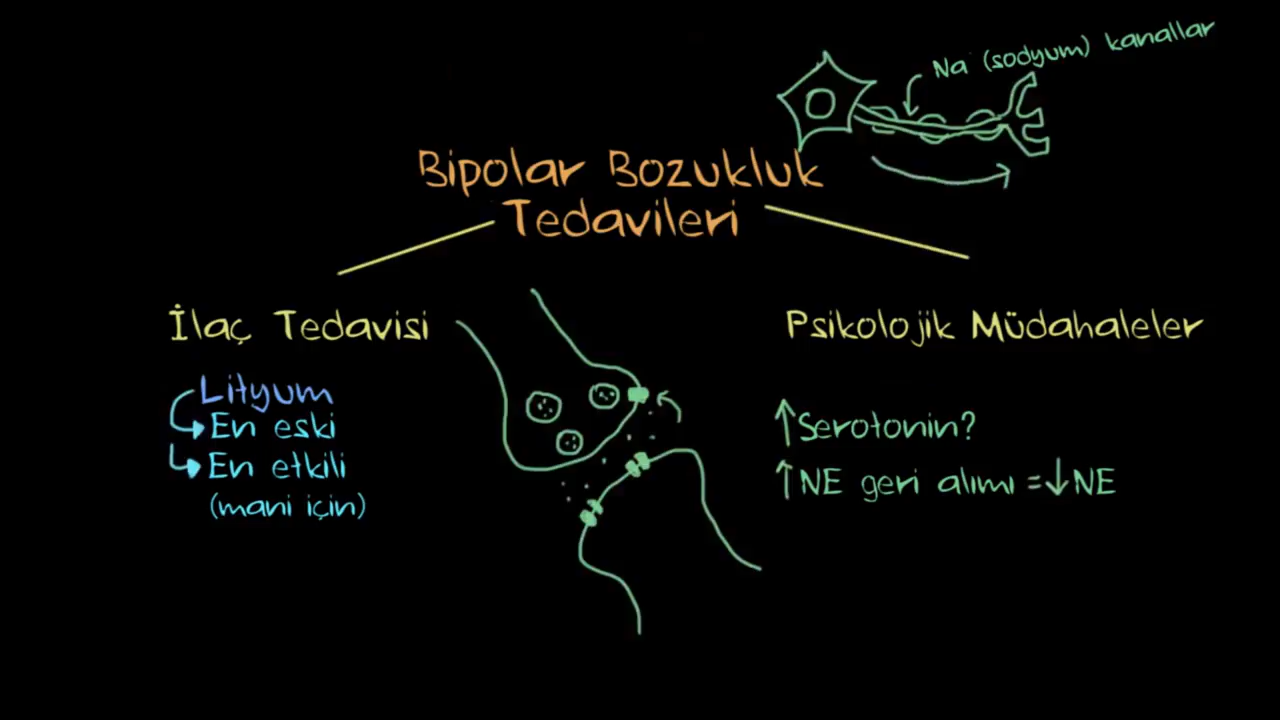 Na (sodyum) kanallar
Bipolar Bozukluk
Tedavileri
İlaç Tedavisi
Lityum
En eski
En etkili
(mani için)
Psikolojik Müdahaleler
↑Serotonin?
↑NE geri alımı =↓NE